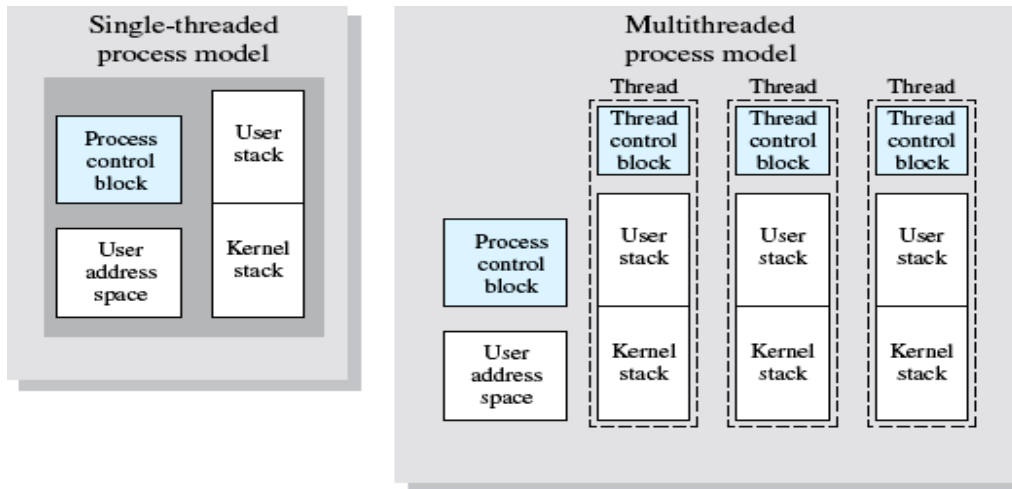 Single-threaded
process model
Process
control
block
User
stack
User
address
space
Kernel
stack
Multithreaded
process model
Thread
Thread
control
block
User
stack
Kernel
stack
Thread
Thread
control
block
User
stack
Kernel
stack
Thread
Thread
control
block
User
stack
Kernel
stack
Process
control
block
User
address
space